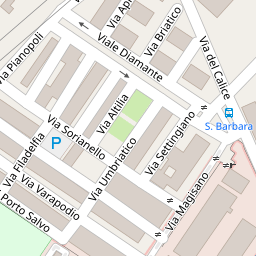 Via Apr
Via Briatico
Viale Diamante
Via del Calice
Via Pianopoli
Via Altilia
Via Settingiano
S. Barbara
Via Sorianello
P
Via Filadelfia
Via Umbriatico
Via Magisano
Via Varapodio
Porto Salvo